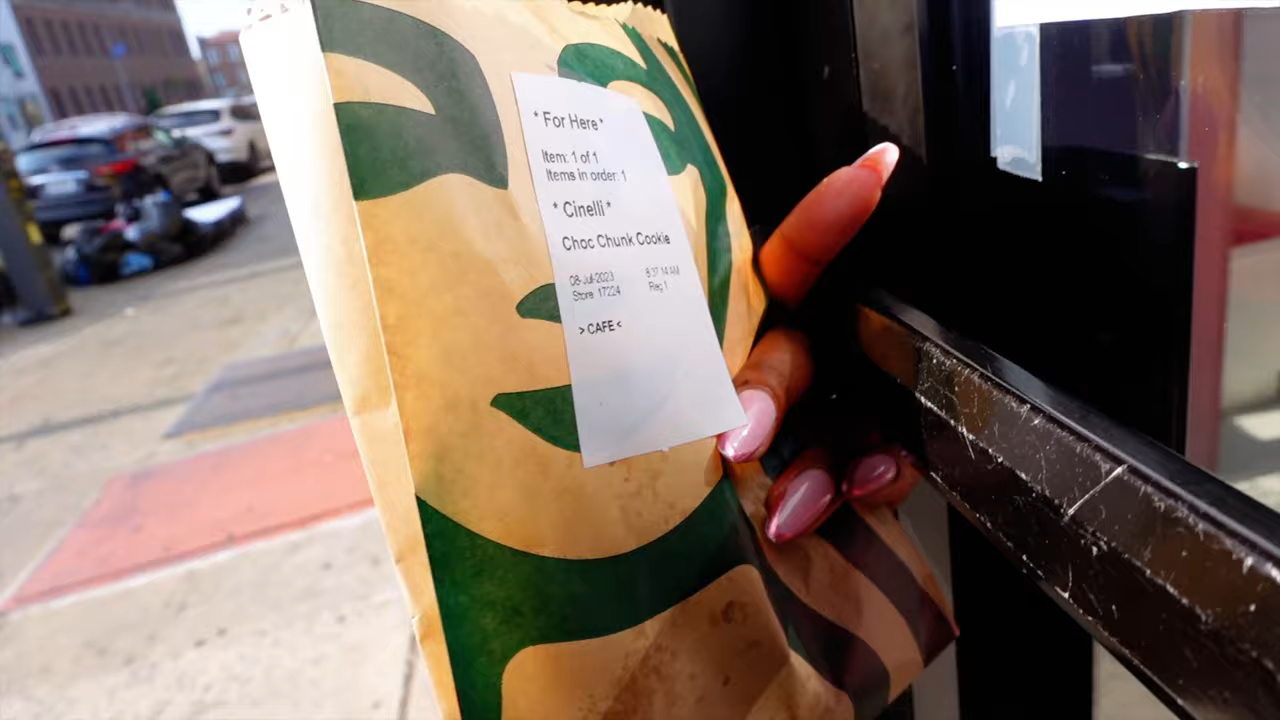 * For Here *
Item: 1 of 1
Items in order: 1
* Cinelli *
Choc Chunk Cookie
08-Jul-2023 8:37:14 AM
Store 17224 Reg 1
> CAFE <